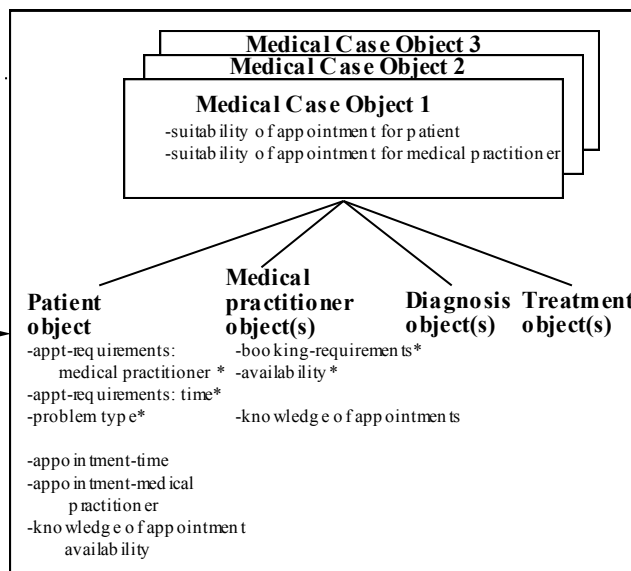 Medical Case Object 3
Medical Case Object 2
Medical Case Object 1
-suitability of appointment for patient
-suitability of appointment for medical practitioner
Patient
object
-appt-requirements:
medical practitioner *
-appt-requirements: time*
-problem type*
-appointment-time
-appointment-medical
practitioner
-knowledge of appointment
availability
Medical
practitioner
object(s)
-booking-requirements*
-availability*
-knowledge of appointments
Diagnosis
object(s)
Treatment
object(s)